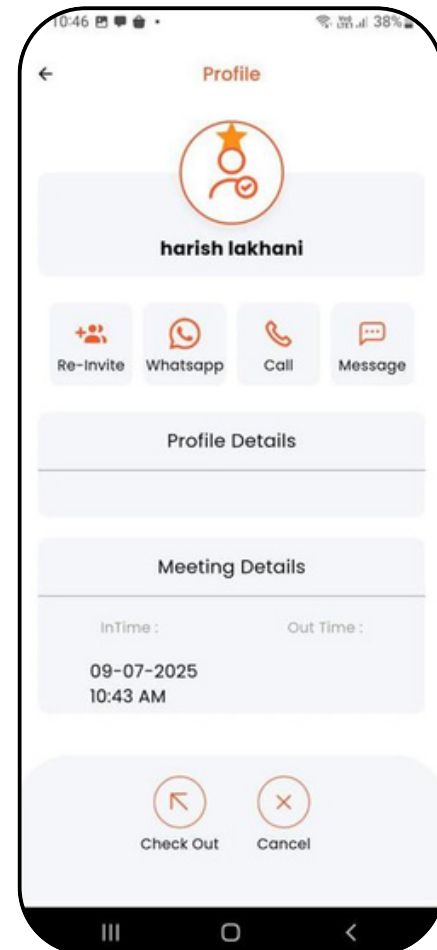 10:46 38%
Profile
harish lakhani
Re-Invite Whatsapp Call Message
Profile Details
Meeting Details
InTime : Out Time :
09-07-2025
10:43 AM
Check Out Cancel